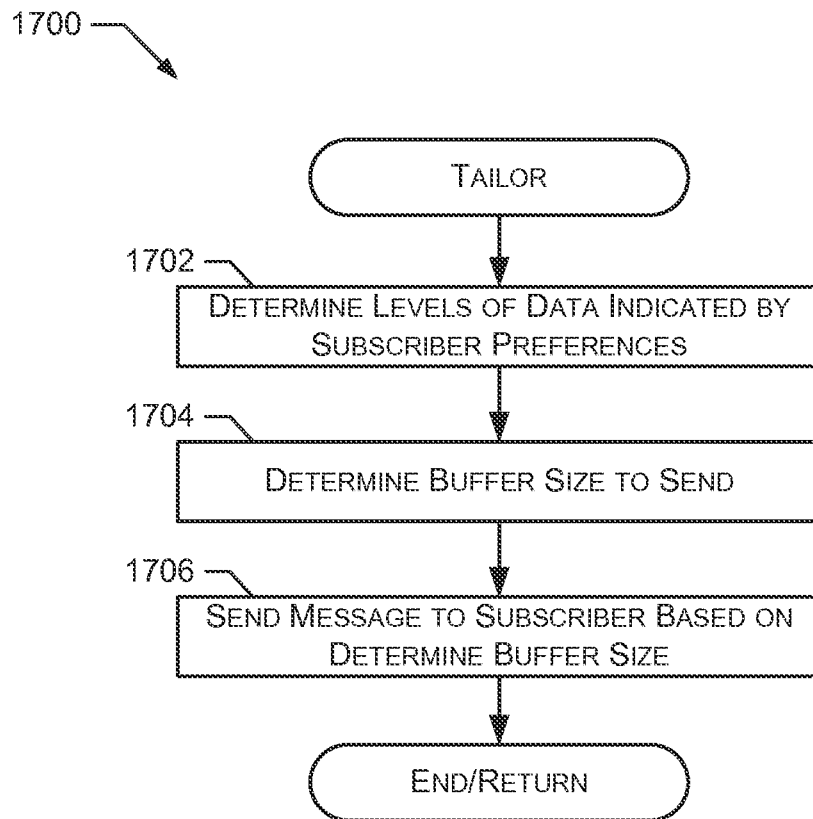 1700
TAILOR
1702
DETERMINE LEVELS OF DATA INDICATED BY
SUBSCRIBER PREFERENCES
1704
DETERMINE BUFFER SIZE TO SEND
1706
SEND MESSAGE TO SUBSCRIBER BASED ON
DETERMINE BUFFER SIZE
END/RETURN